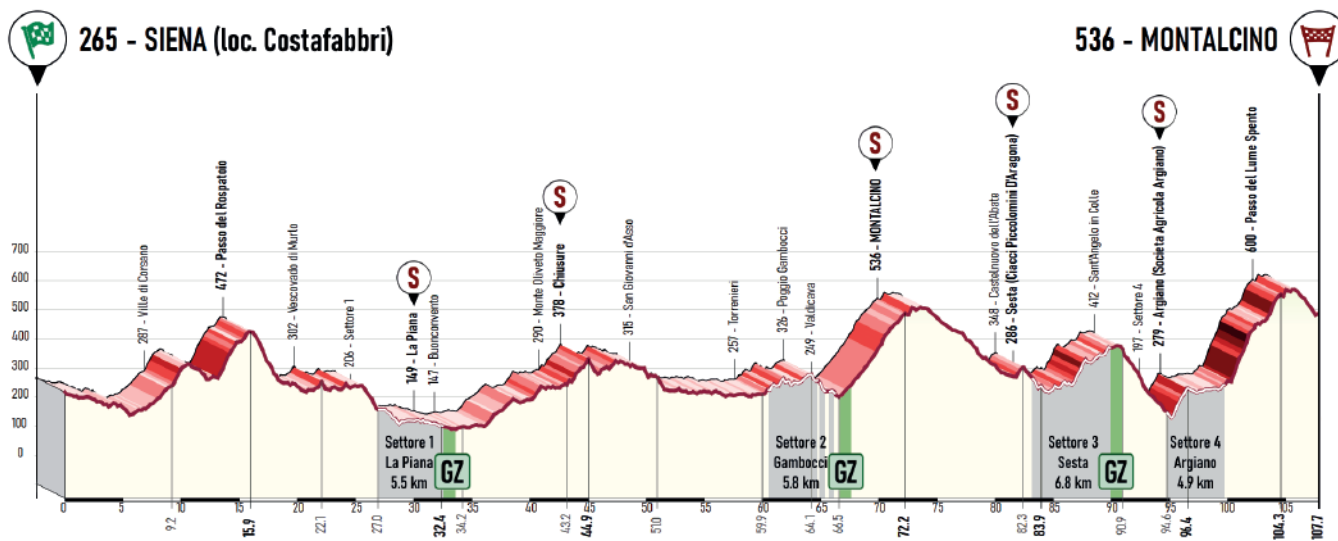 265 - SIENA (loc. Costafabbri)
536 - MONTALCINO
287 - Ville di Corsano
472 - Passo del Rospatoio
302 - Vescovado di Murlo
206 - Settore 1
S
149 - La Piana
147 - Buonconvento
290 - Monte Oliveto Maggiore
S
378 - Chiusure
315 - San Giovanni d'Asso
257 - Torrenieri
326 - Poggio Gambocci
249 - Valdicava
S
536 - MONTALCINO
348 - Castelnuovo dell'Abate
S
286 - Sesta (Ciacci Piccolomini D'Aragona)
412 - Sant'Angelo in Colle
197 - Settore 4
S
279 - Argiano (Societa Agricola Argiano)
600 - Passo del Lume Spento
700
600
500
400
300
200
100
0
Settore 1
La Piana
5.5 km
GZ
Settore 2
Gambocci
5.8 km
GZ
Settore 3
Sesta
6.8 km
GZ
Settore 4
Argiano
4.9 km
0 5 10 15 20 25 30 35 40 45 50 55 60 65 70 75 80 85 90 95 100 105
9.2 15.9 22.1 27.0 32.4 34.2 43.2 44.9 51.0 59.9 64.1 66.5 72.2 82.3 83.9 90.9 94.6 96.4 104.3 107.7